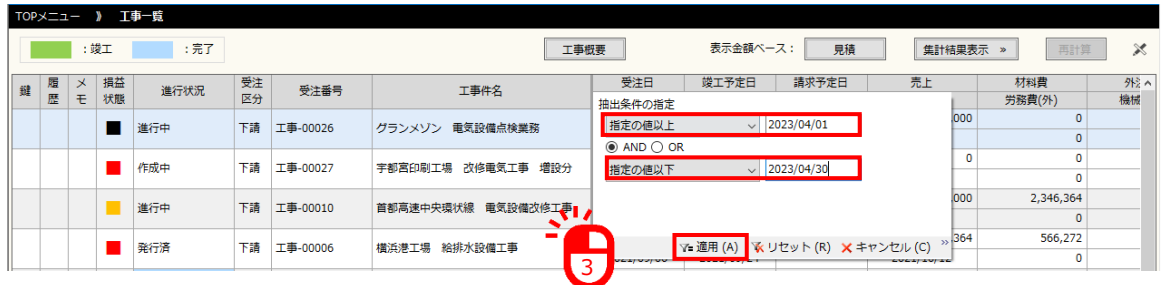 TOPメニュー 》 工事一覧
：竣工 ：完了 工事概要 表示金額ベース： 見積 集計結果表示 » 再計算
鍵 履歴 メモ 損益状態 進行状況 受注区分 受注番号 工事件名 受注日 竣工予定日 請求予定日 売上 材料費 外注
労務費(外) 機械
抽出条件の指定
指定の値以上 2023/04/01
AND OR
指定の値以下 2023/04/30
適用 (A) リセット (R) キャンセル (C) »
進行中 下請 工事-00026 グランメゾン 電気設備点検業務 ,000 0
0
作成中 下請 工事-00027 宇都宮印刷工場 改修電気工事 増設分 0 0
0
進行中 下請 工事-00010 首都高速中央環状線 電気設備改修工事 ,000 2,346,364
0
発行済 下請 工事-00006 横浜港工場 給排水設備工事 364 566,272
0
3